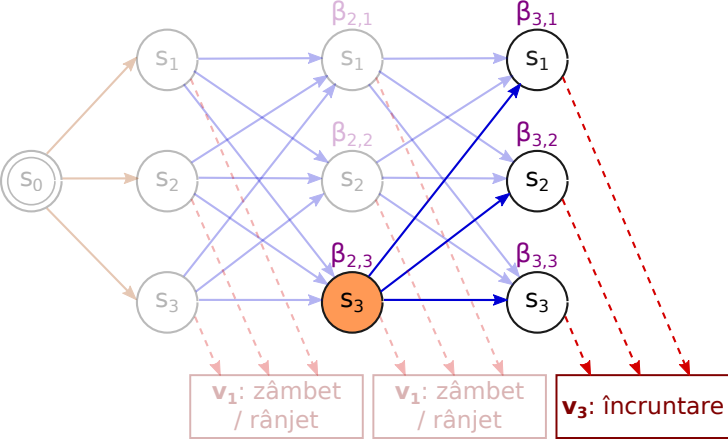 β2,1 β3,1
s1 s1 s1
β2,2 β3,2
s0 s2 s2 s2
β2,3 β3,3
s3 s3 s3
v1: zâmbet / rânjet
v1: zâmbet / rânjet
v3: încruntare